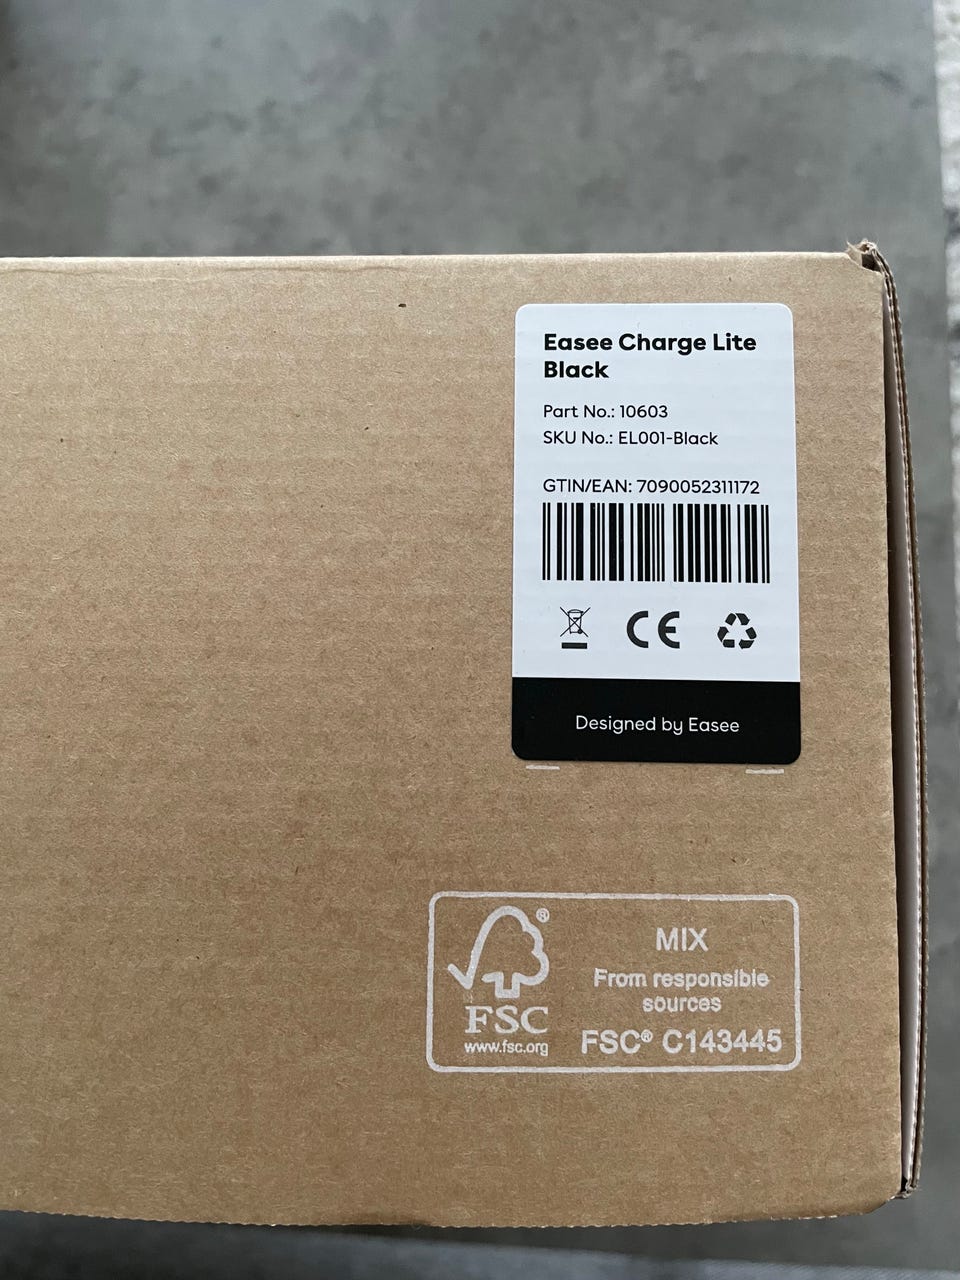 Easee Charge Lite
Black
Part No.: 10603
SKU No.: EL001-Black
GTIN/EAN: 7090052311172
CE
Designed by Easee
®
FSC
www.fsc.org
MIX
From responsible
sources
FSC® C143445